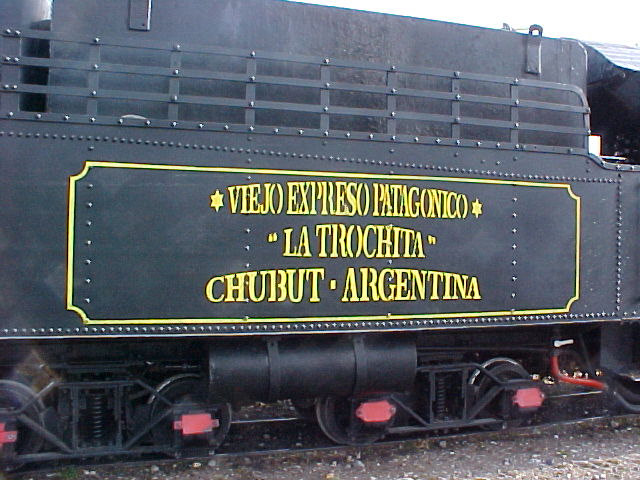 ✶ VIEJO EXPRESO PATAGONICO ✶
"LA TROCHITA"
CHUBUT · ARGENTINA